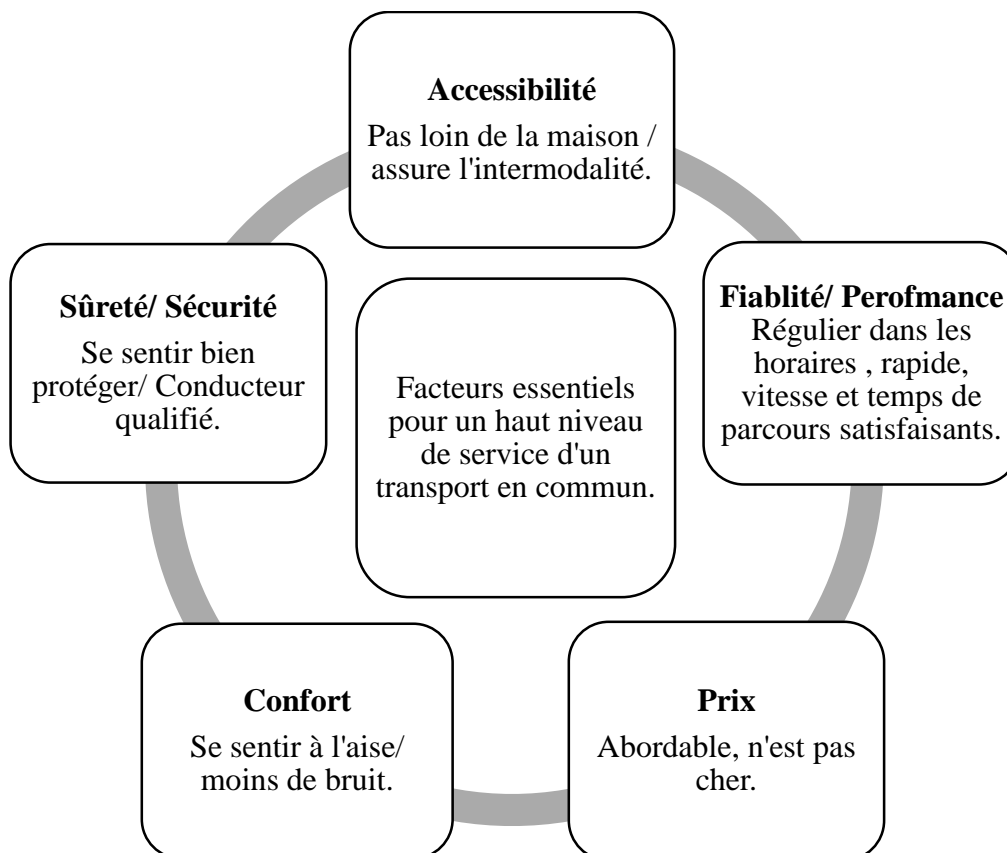 Accessibilité
Pas loin de la maison /
assure l'intermodalité.
Sûreté/ Sécurité
Se sentir bien
protéger/ Conducteur
qualifié.
Facteurs essentiels
pour un haut niveau
de service d'un
transport en commun.
Fiablité/ Perofmance
Régulier dans les
horaires , rapide,
vitesse et temps de
parcours satisfaisants.
Confort
Se sentir à l'aise/
moins de bruit.
Prix
Abordable, n'est pas
cher.